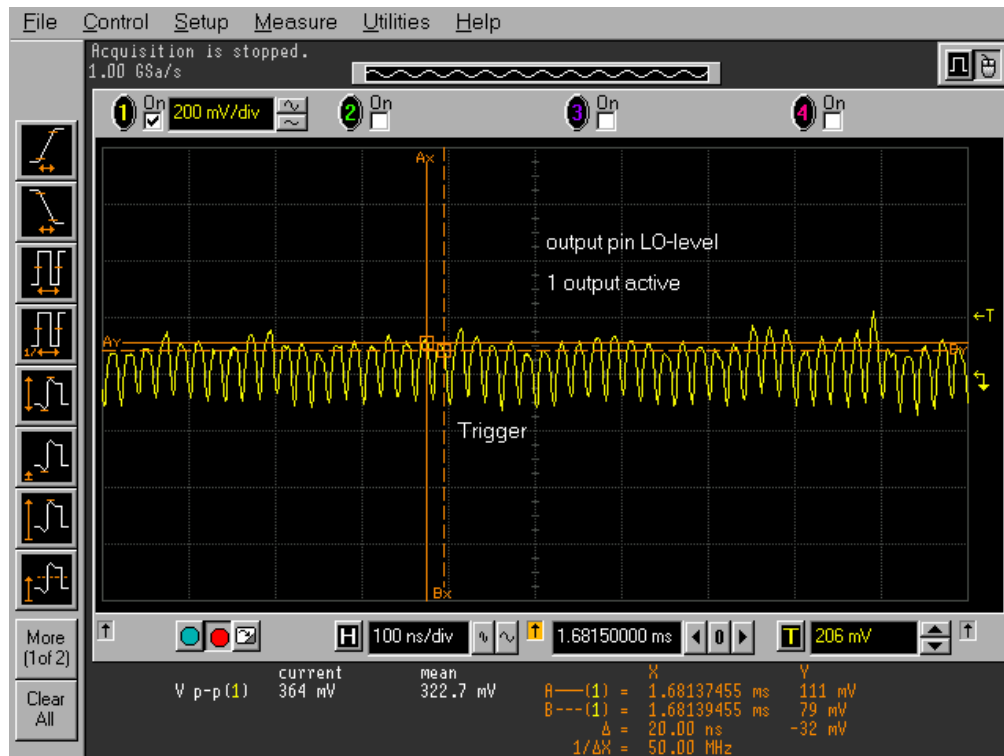 File Control Setup Measure Utilities Help
Acquisition is stopped.
1.00 GSa/s
1 On 200 mV/div 2 On 3 On 4 On
Ax
output pin LO-level
1 output active
T
Ay By
Trigger
Bx
H 100 ns/div 1.68150000 ms 0 T 206 mV
More
(1of 2)
Clear
All
current mean
V p-p(1) 364 mV 322.7 mV
X Y
A———(1) = 1.68137455 ms 111 mV
B---(1) = 1.68139455 ms 79 mV
Δ = 20.00 ns -32 mV
1/ΔX = 50.00 MHz